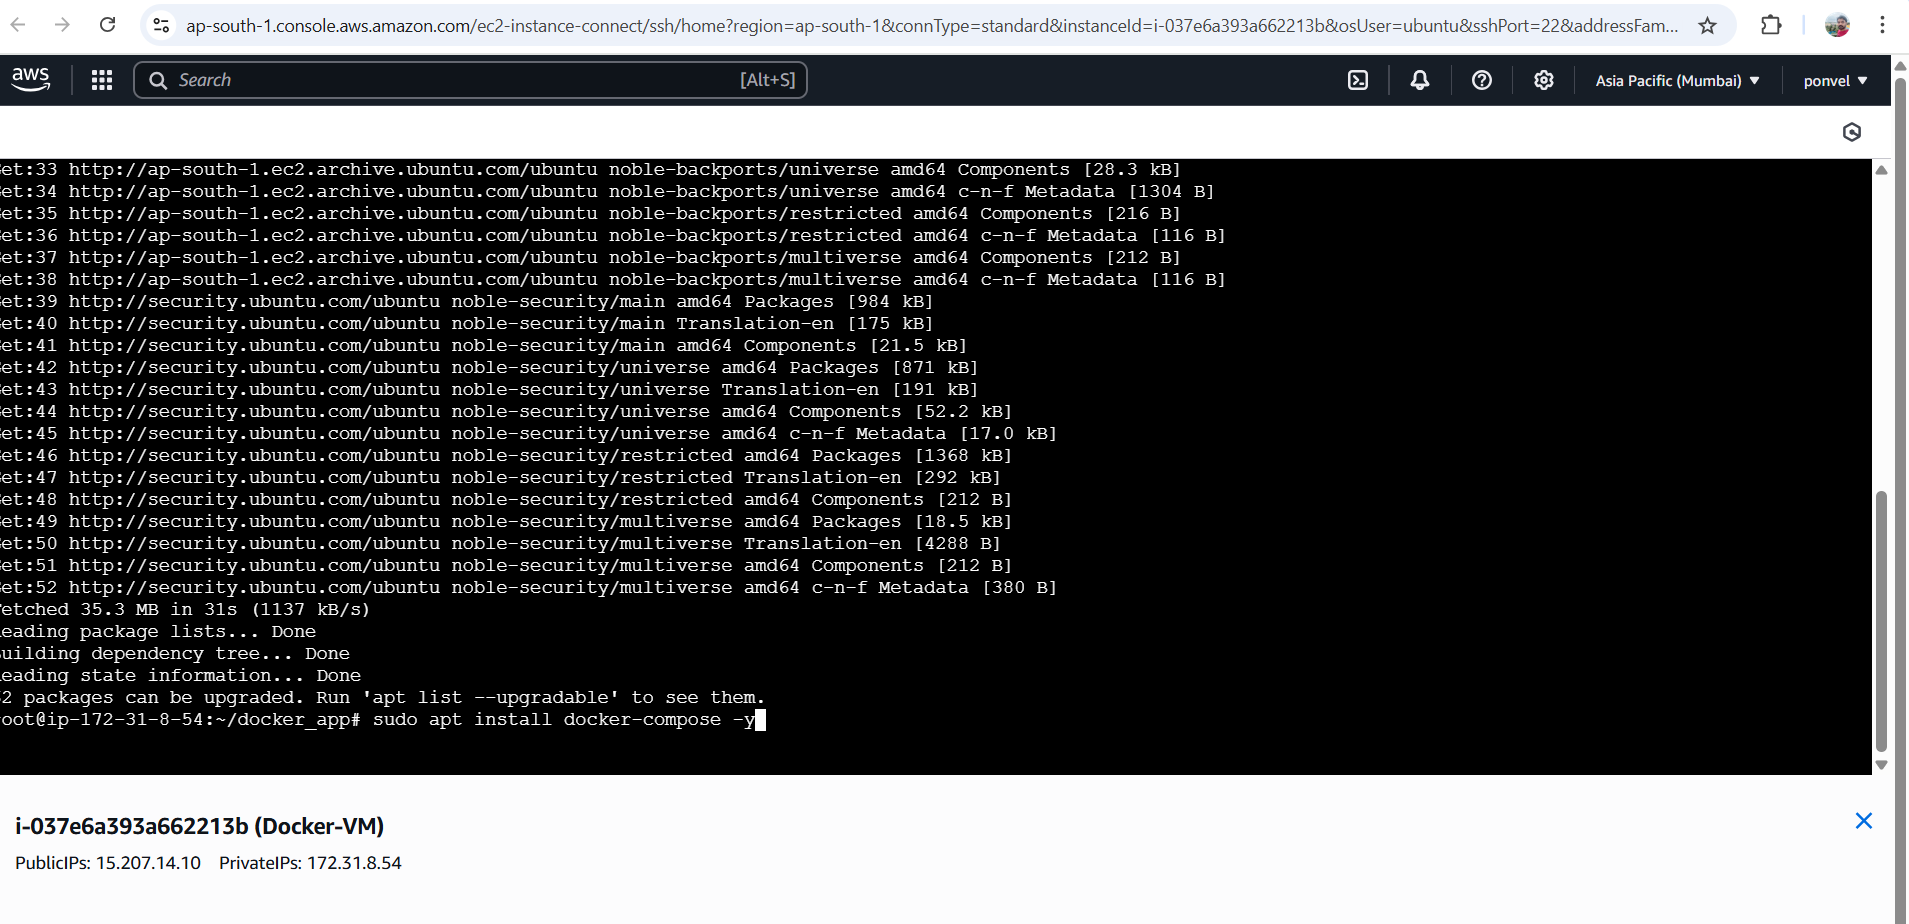 ap-south-1.console.aws.amazon.com/ec2-instance-connect/ssh/home?region=ap-south-1&connType=standard&instanceId=i-037e6a393a662213b&osUser=ubuntu&sshPort=22&addressFam...
aws Search [Alt+S] Asia Pacific (Mumbai) ponvel
et:33 http://ap-south-1.ec2.archive.ubuntu.com/ubuntu noble-backports/universe amd64 Components [28.3 kB]
et:34 http://ap-south-1.ec2.archive.ubuntu.com/ubuntu noble-backports/universe amd64 c-n-f Metadata [1304 B]
et:35 http://ap-south-1.ec2.archive.ubuntu.com/ubuntu noble-backports/restricted amd64 Components [216 B]
et:36 http://ap-south-1.ec2.archive.ubuntu.com/ubuntu noble-backports/restricted amd64 c-n-f Metadata [116 B]
et:37 http://ap-south-1.ec2.archive.ubuntu.com/ubuntu noble-backports/multiverse amd64 Components [212 B]
et:38 http://ap-south-1.ec2.archive.ubuntu.com/ubuntu noble-backports/multiverse amd64 c-n-f Metadata [116 B]
et:39 http://security.ubuntu.com/ubuntu noble-security/main amd64 Packages [984 kB]
et:40 http://security.ubuntu.com/ubuntu noble-security/main Translation-en [175 kB]
et:41 http://security.ubuntu.com/ubuntu noble-security/main amd64 Components [21.5 kB]
et:42 http://security.ubuntu.com/ubuntu noble-security/universe amd64 Packages [871 kB]
et:43 http://security.ubuntu.com/ubuntu noble-security/universe Translation-en [191 kB]
et:44 http://security.ubuntu.com/ubuntu noble-security/universe amd64 Components [52.2 kB]
et:45 http://security.ubuntu.com/ubuntu noble-security/universe amd64 c-n-f Metadata [17.0 kB]
et:46 http://security.ubuntu.com/ubuntu noble-security/restricted amd64 Packages [1368 kB]
et:47 http://security.ubuntu.com/ubuntu noble-security/restricted Translation-en [292 kB]
et:48 http://security.ubuntu.com/ubuntu noble-security/restricted amd64 Components [212 B]
et:49 http://security.ubuntu.com/ubuntu noble-security/multiverse amd64 Packages [18.5 kB]
et:50 http://security.ubuntu.com/ubuntu noble-security/multiverse Translation-en [4288 B]
et:51 http://security.ubuntu.com/ubuntu noble-security/multiverse amd64 Components [212 B]
et:52 http://security.ubuntu.com/ubuntu noble-security/multiverse amd64 c-n-f Metadata [380 B]
etched 35.3 MB in 31s (1137 kB/s)
eading package lists... Done
uilding dependency tree... Done
eading state information... Done
2 packages can be upgraded. Run 'apt list --upgradable' to see them.
oot@ip-172-31-8-54:~/docker_app# sudo apt install docker-compose -y
i-037e6a393a662213b (Docker-VM)
PublicIPs: 15.207.14.10 PrivateIPs: 172.31.8.54